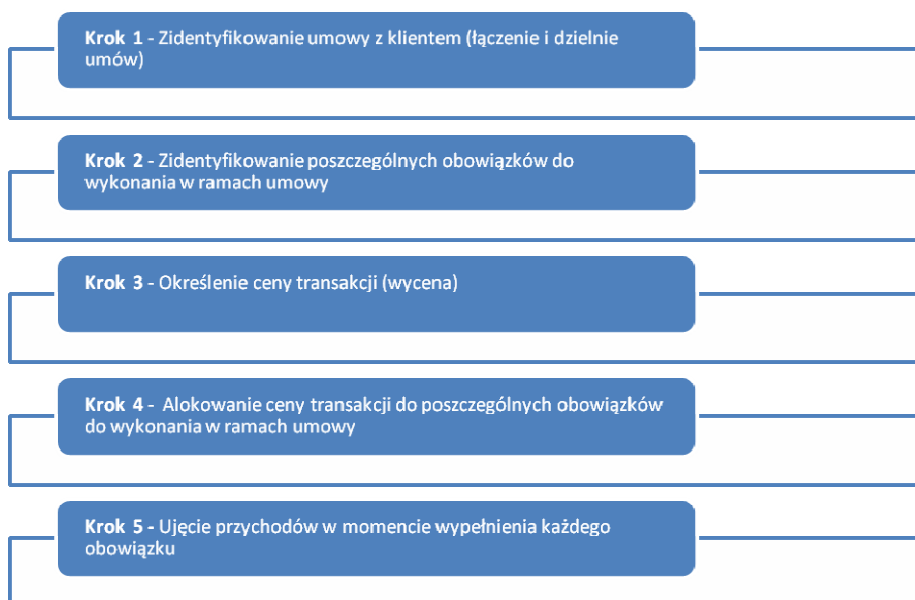 Krok 1 - Zidentyfikowanie umowy z klientem (łączenie i dzielnie
umów)
Krok 2 - Zidentyfikowanie poszczególnych obowiązków do
wykonania w ramach umowy
Krok 3 - Określenie ceny transakcji (wycena)
Krok 4 - Alokowanie ceny transakcji do poszczególnych obowiązków
do wykonania w ramach umowy
Krok 5 - Ujęcie przychodów w momencie wypełnienia każdego
obowiązku